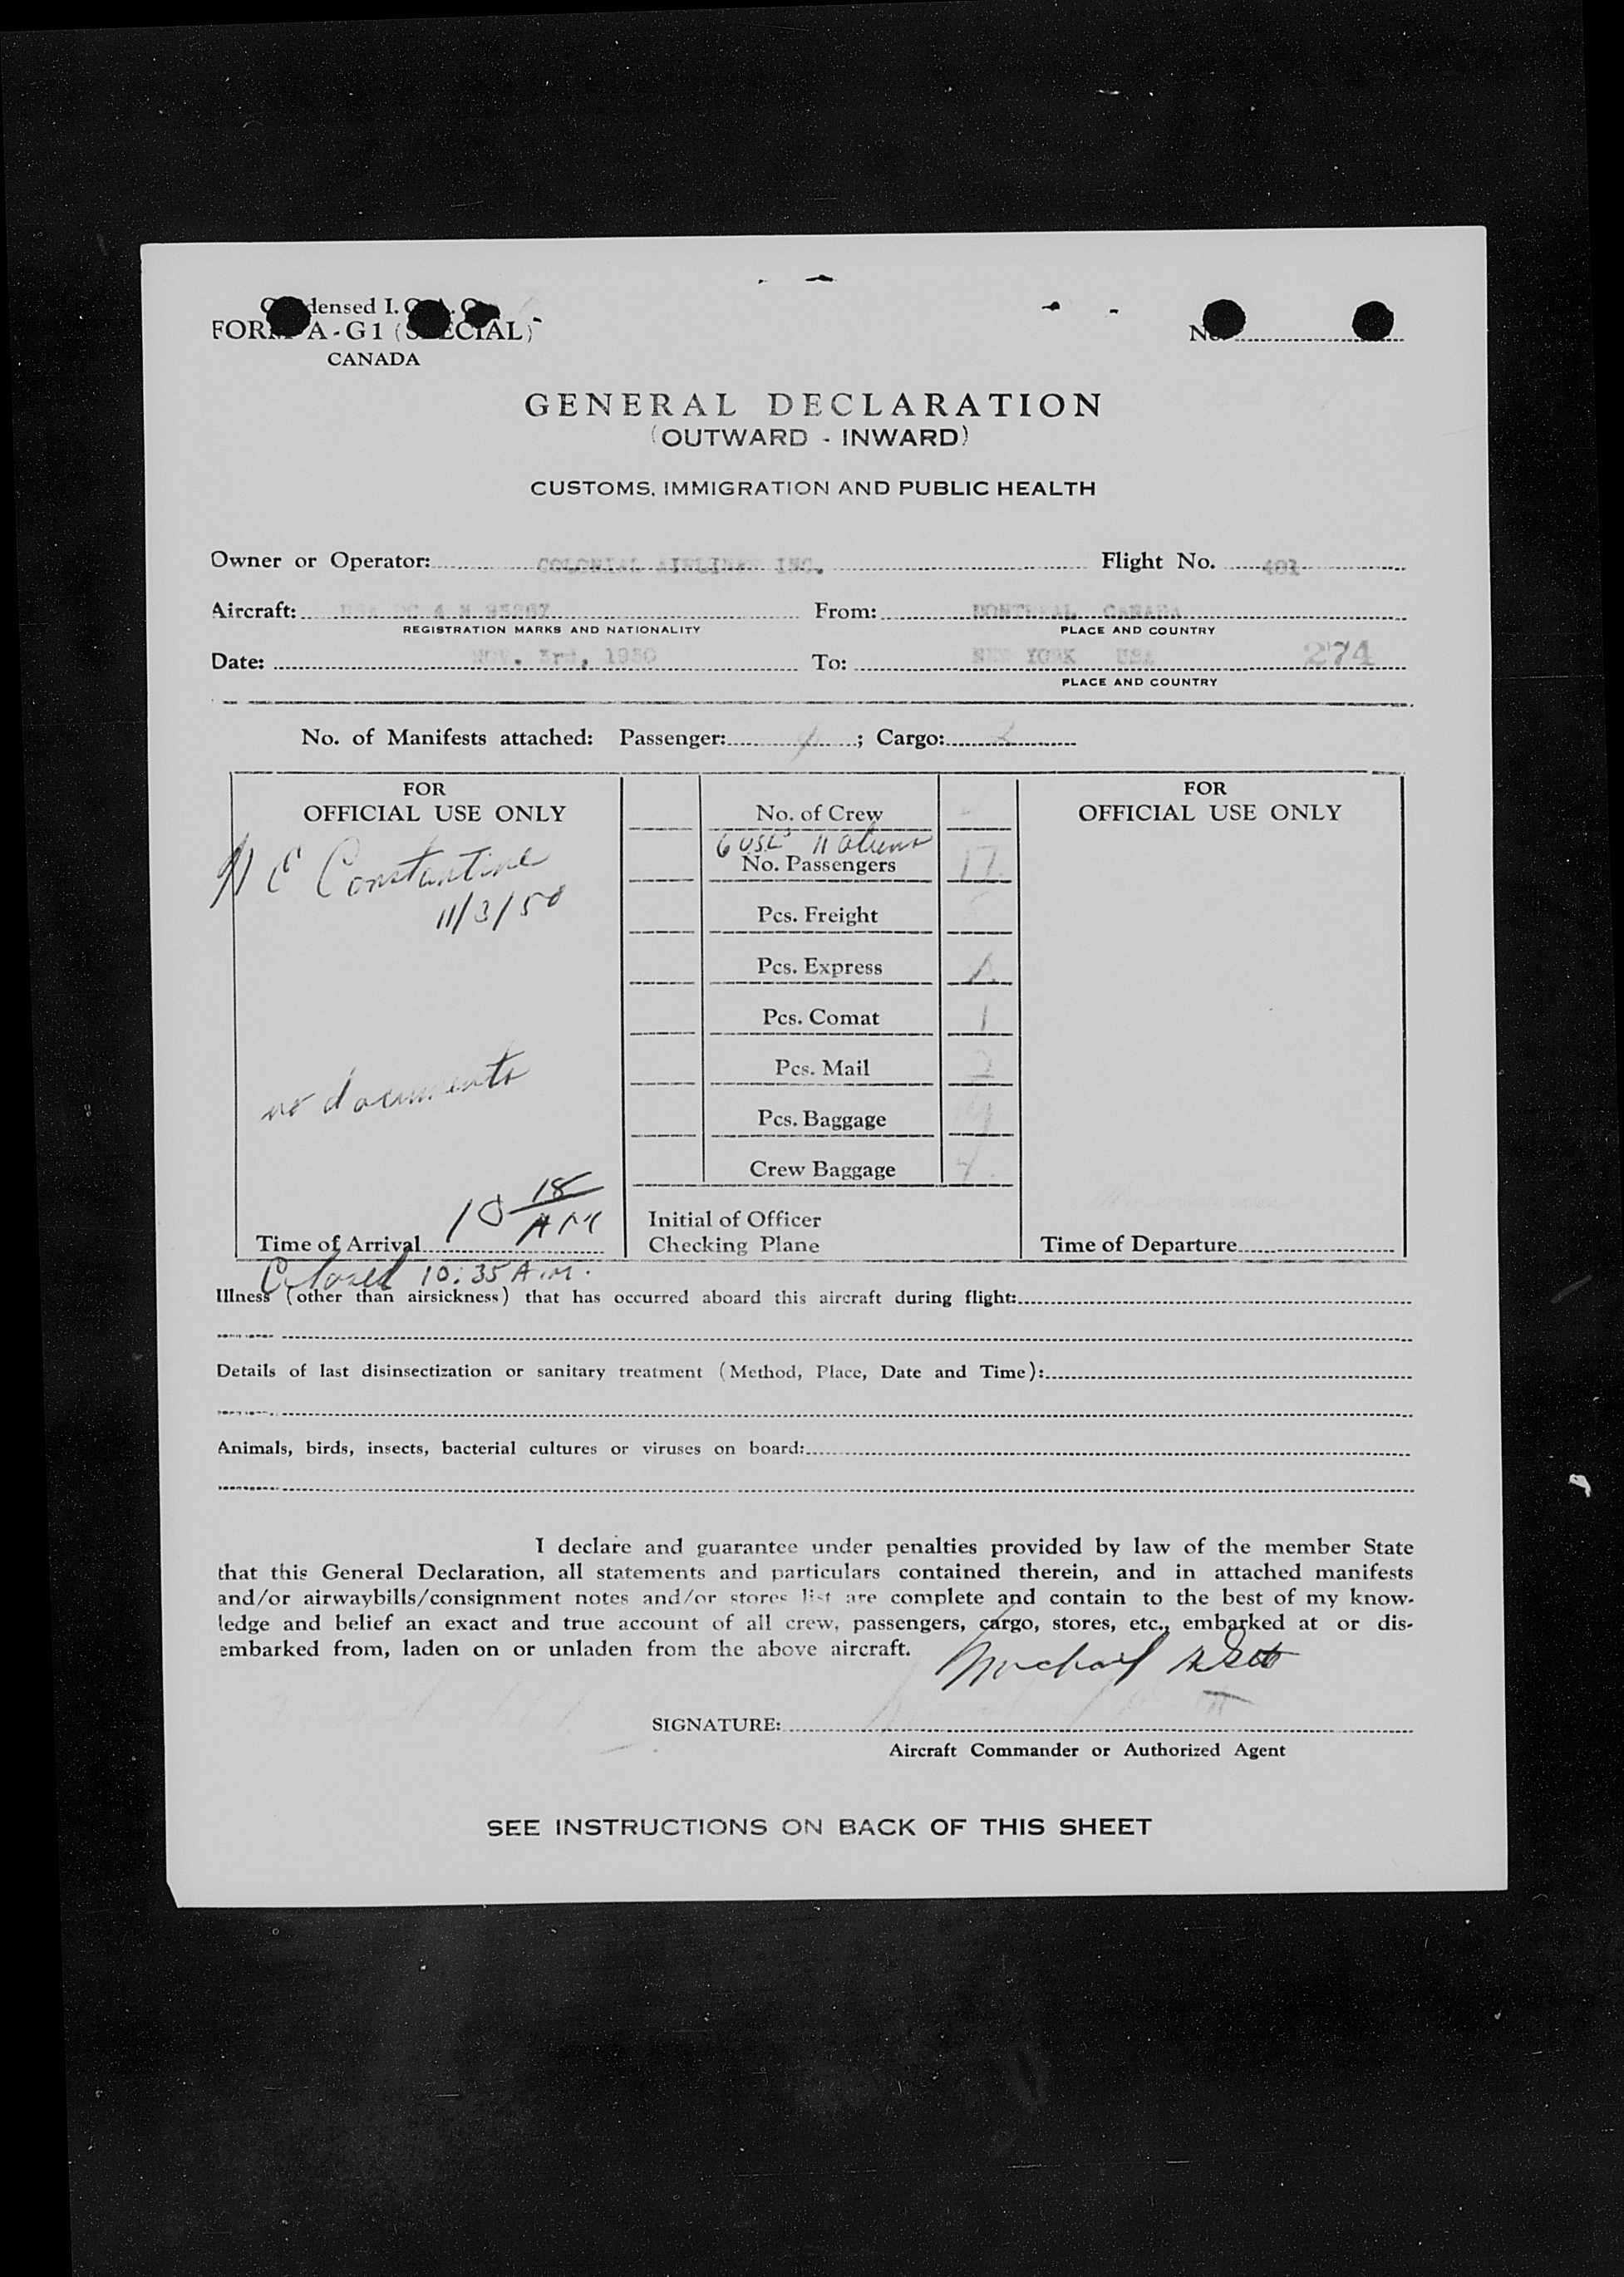 Condensed I. C. A. O.
FORM A - G 1 (SPECIAL)
No.
CANADA
GENERAL DECLARATION
(OUTWARD - INWARD)
CUSTOMS, IMMIGRATION AND PUBLIC HEALTH
Owner or Operator: COLONIAL AIRLINES INC. Flight No. 401
Aircraft: USA DC 4 N 95267 From: MONTREAL CANADA
REGISTRATION MARKS AND NATIONALITY PLACE AND COUNTRY
Date: NOV. 3rd, 1950 To: NEW YORK USA 274
PLACE AND COUNTRY
No. of Manifests attached: Passenger: 1; Cargo: 2
FOR
OFFICIAL USE ONLY
E Constantine
11/3/50
no documents
10 18
AM
Time of Arrival
Closed 10:35 A.M.
No. of Crew
6 USC 11 Aliens
No. Passengers 17
Pcs. Freight
Pcs. Express
Pcs. Comat 1
Pcs. Mail 2
Pcs. Baggage
Crew Baggage 4
Initial of Officer
Checking Plane
FOR
OFFICIAL USE ONLY
Time of Departure
Illness (other than airsickness) that has occurred aboard this aircraft during flight:
Details of last disinsectization or sanitary treatment (Method, Place, Date and Time):
Animals, birds, insects, bacterial cultures or viruses on board:
I declare and guarantee under penalties provided by law of the member State
that this General Declaration, all statements and particulars contained therein, and in attached manifests
and/or airwaybills/consignment notes and/or stores list are complete and contain to the best of my know-
ledge and belief an exact and true account of all crew, passengers, cargo, stores, etc., embarked at or dis-
embarked from, laden on or unladen from the above aircraft.
Michael
SIGNATURE:
Aircraft Commander or Authorized Agent
SEE INSTRUCTIONS ON BACK OF THIS SHEET